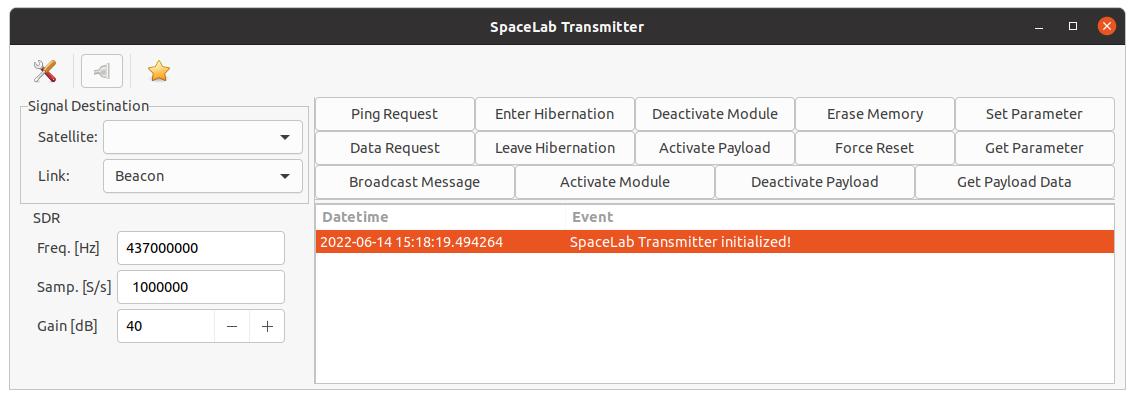 SpaceLab Transmitter
Signal Destination
Satellite:
Link: Beacon
SDR
Freq. [Hz] 437000000
Samp. [S/s] 1000000
Gain [dB] 40
Ping Request Enter Hibernation Deactivate Module Erase Memory Set Parameter
Data Request Leave Hibernation Activate Payload Force Reset Get Parameter
Broadcast Message Activate Module Deactivate Payload Get Payload Data
Datetime Event
2022-06-14 15:18:19.494264 SpaceLab Transmitter initialized!